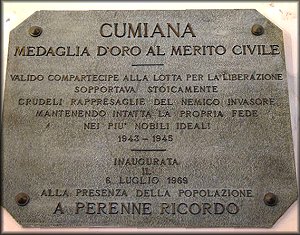 CUMIANA
MEDAGLIA D'ORO AL MERITO CIVILE
VALIDO COMPARTECIPE ALLA LOTTA PER LA LIBERAZIONE
SOPPORTAVA STOICAMENTE
CRUDELI RAPPRESAGLIE DEL NEMICO INVASORE
MANTENENDO INTATTA LA PROPRIA FEDE
NEI PIU' NOBILI IDEALI
1943-1945
INAUGURATA
IL
6 LUGLIO 1969
ALLA PRESENZA DELLA POPOLAZIONE
A PERENNE RICORDO